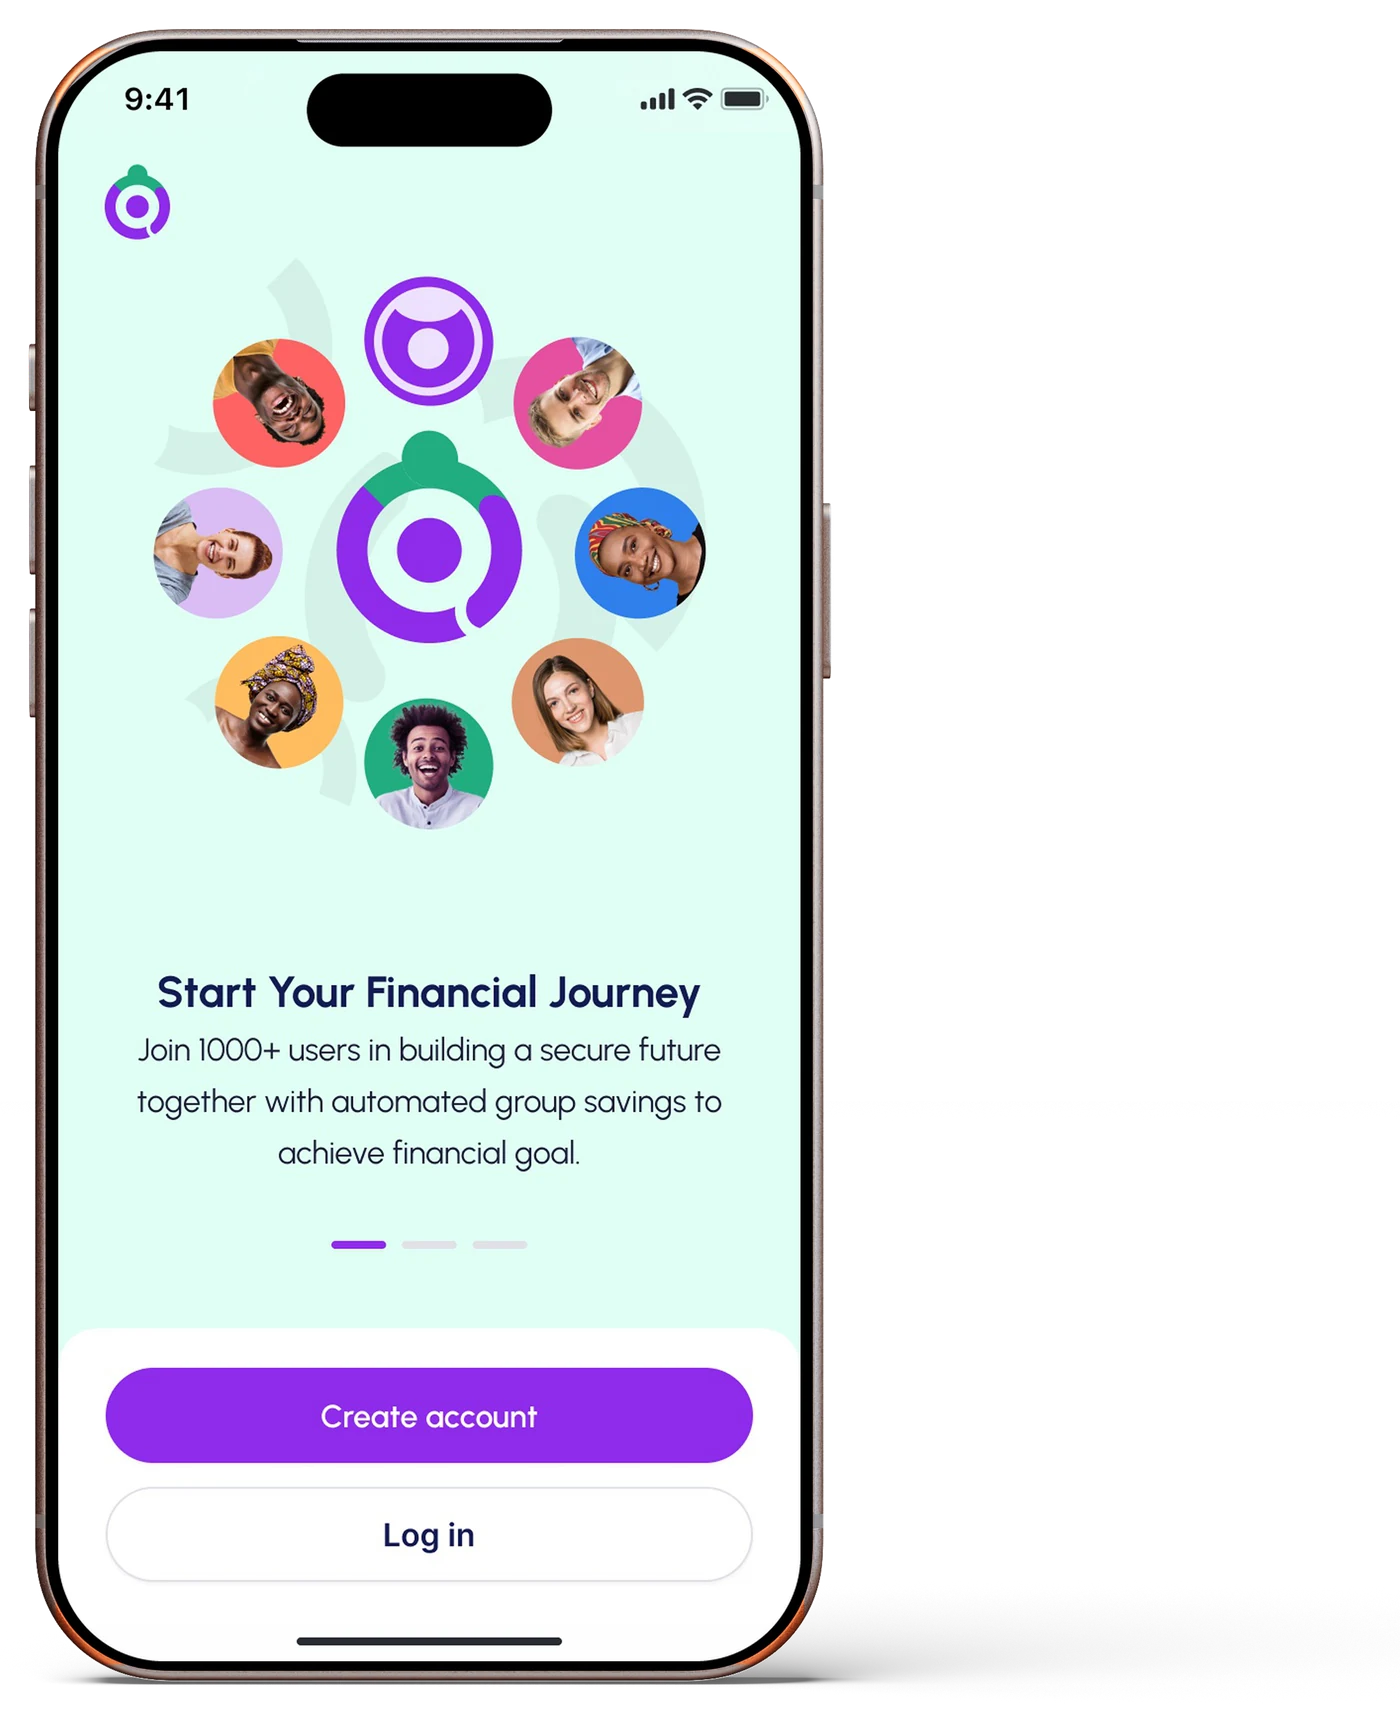 9:41
Start Your Financial Journey
Join 1000+ users in building a secure future
together with automated group savings to
achieve financial goal.
Create account
Log in